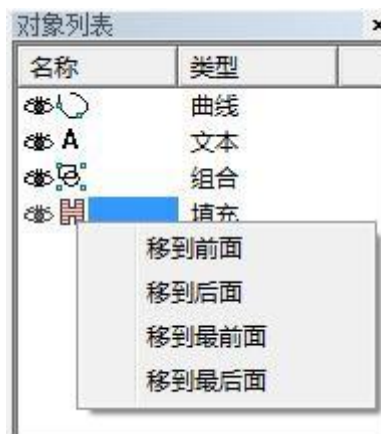 对象列表
名称 类型
曲线
A 文本
组合
H 填充
移到前面
移到后面
移到最前面
移到最后面